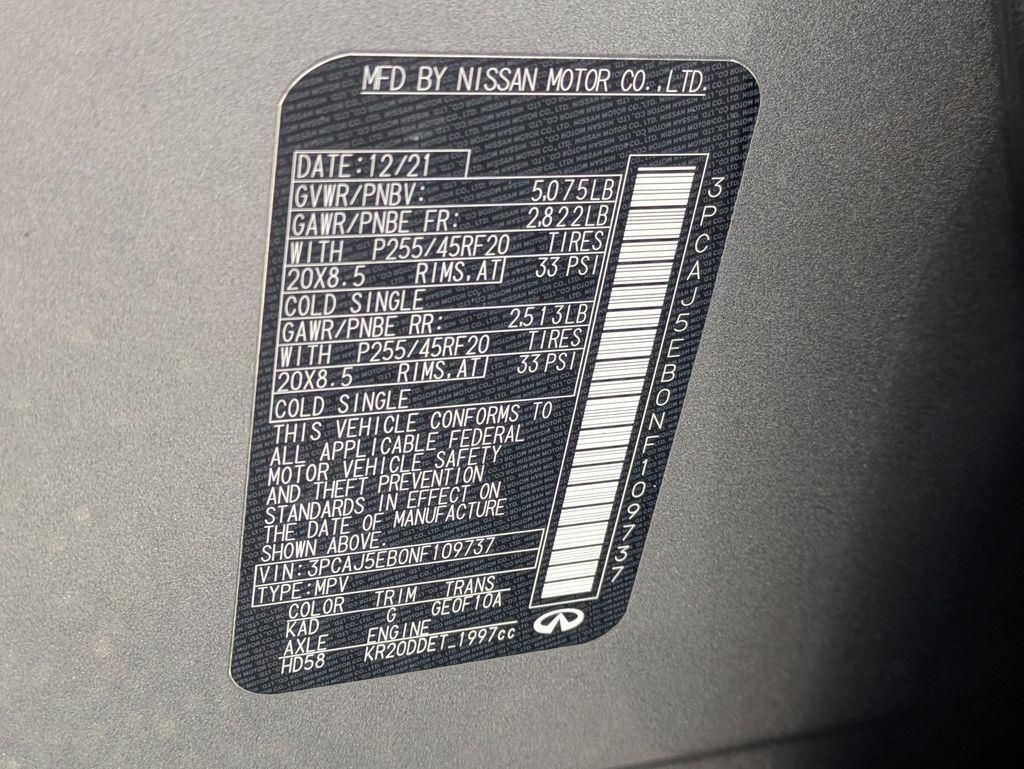 MFD BY NISSAN MOTOR CO.,LTD.
DATE:12/21
GVWR/PNBV: 5,075LB
GAWR/PNBE FR: 2,822LB
WITH P255/45RF20 TIRES
20X8.5 RIMS,AT 33 PSI
COLD SINGLE
GAWR/PNBE RR: 2,513LB
WITH P255/45RF20 TIRES
20X8.5 RIMS,AT 33 PSI
COLD SINGLE
THIS VEHICLE CONFORMS TO
ALL APPLICABLE FEDERAL
MOTOR VEHICLE SAFETY
AND THEFT PREVENTION
STANDARDS IN EFFECT ON
THE DATE OF MANUFACTURE
SHOWN ABOVE.
VIN:3PCAJ5EB0NF109737
TYPE:MPV
COLOR TRIM TRANS
KAD G GE0F10A
AXLE ENGINE
HD58 KR20DDET_1997cc
3PCAJ5EB0NF109737